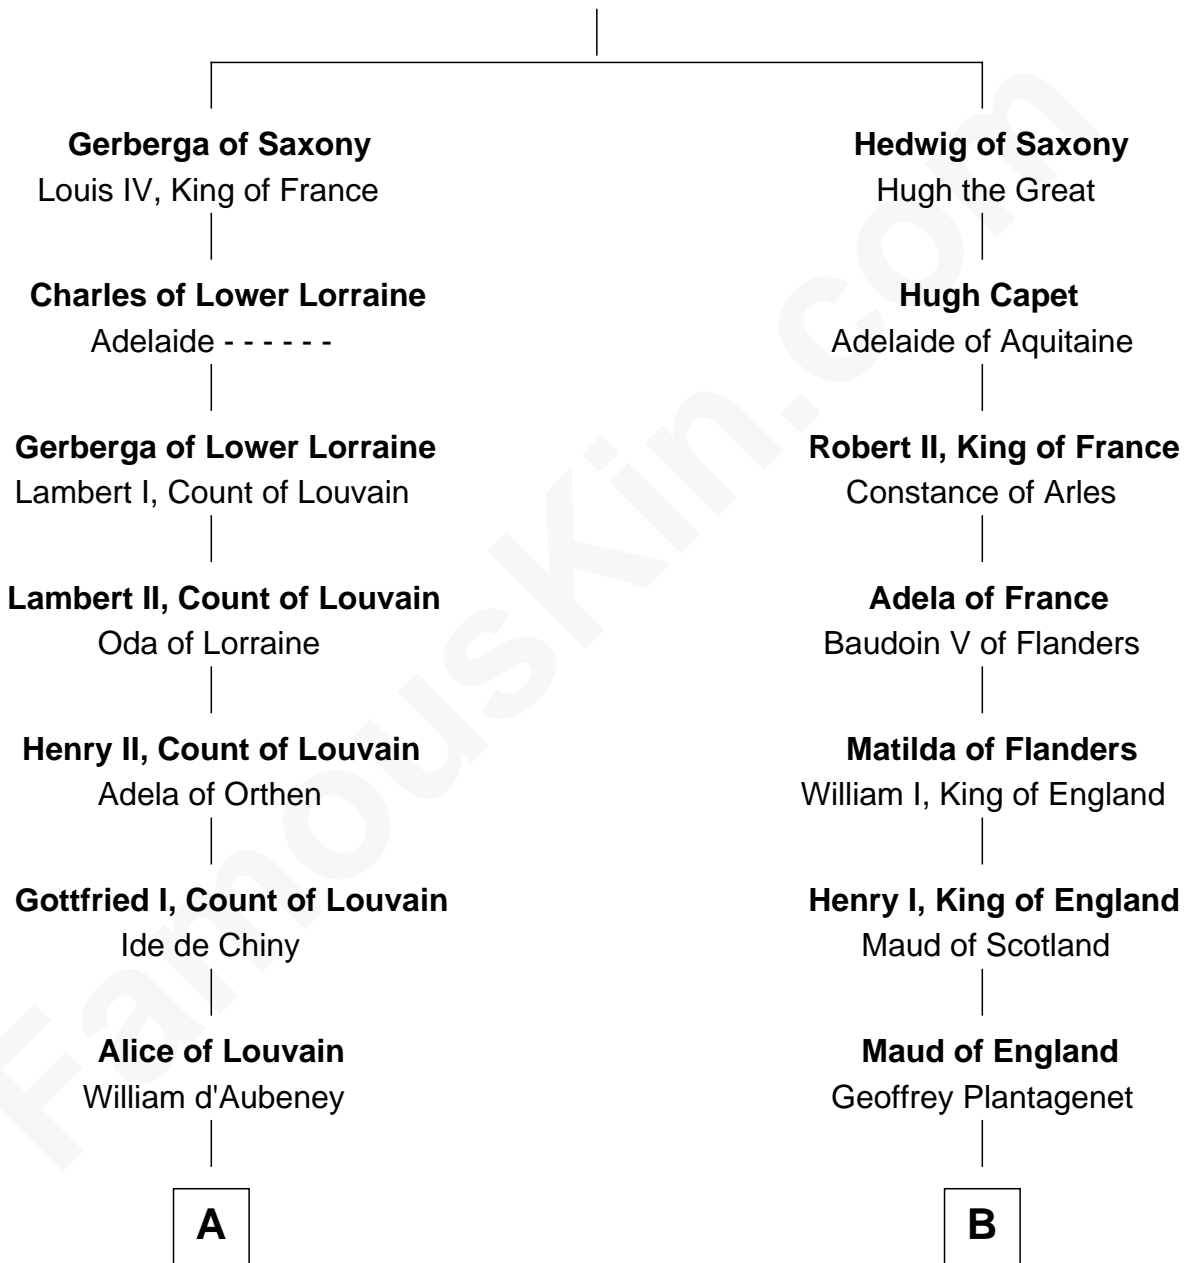 Gerberga of Saxony
Louis IV, King of France
Charles of Lower Lorraine
Adelaide - - - - - -
Gerberga of Lower Lorraine
Lambert I, Count of Louvain
Lambert II, Count of Louvain
Oda of Lorraine
Henry II, Count of Louvain
Adela of Orthen
Gottfried I, Count of Louvain
Ide de Chiny
Alice of Louvain
William d'Aubeney
A
Hedwig of Saxony
Hugh the Great
Hugh Capet
Adelaide of Aquitaine
Robert II, King of France
Constance of Arles
Adela of France
Baudoin V of Flanders
Matilda of Flanders
William I, King of England
Henry I, King of England
Maud of Scotland
Maud of England
Geoffrey Plantagenet
B
FamousKin.com